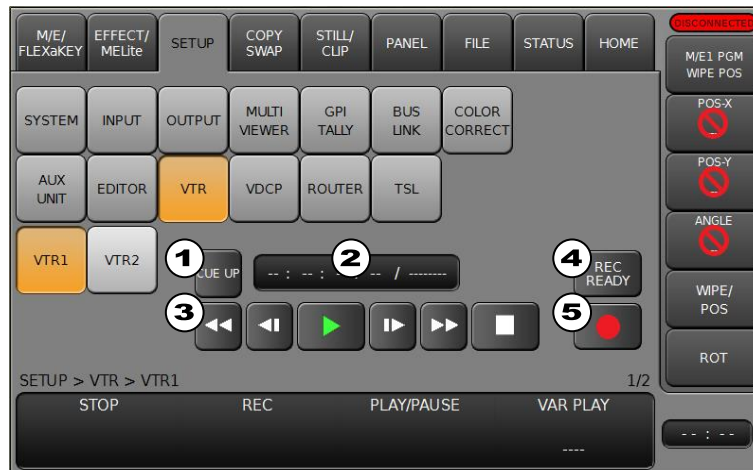 M/E/
FLEXaKEY
EFFECT/
MELite
SETUP
COPY
SWAP
STILL/
CLIP
PANEL
FILE
STATUS
HOME
DISCONNECTED
M/E1 PGM
WIPE POS
SYSTEM
INPUT
OUTPUT
MULTI
VIEWER
GPI
TALLY
BUS
LINK
COLOR
CORRECT
POS-X
AUX
UNIT
EDITOR
VTR
VDCP
ROUTER
TSL
POS-Y
ANGLE
VTR1
VTR2
1
CUE UP
2
-- : -- : -- / --------
4
REC
READY
WIPE/
POS
3
5
ROT
SETUP > VTR > VTR1
1/2
STOP
REC
PLAY/PAUSE
VAR PLAY
----
-- : --